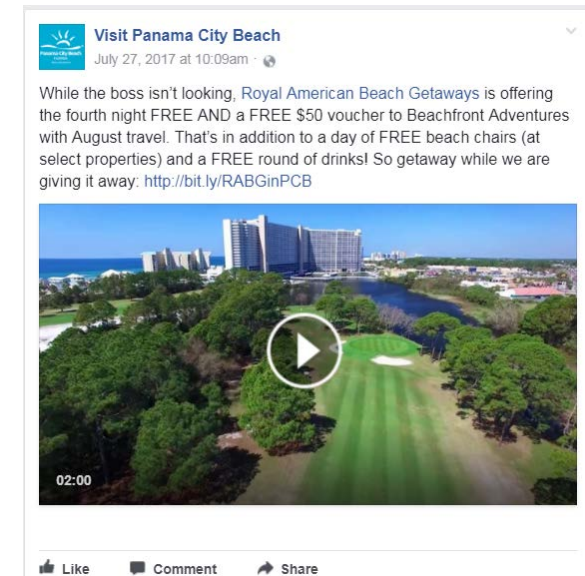 Visit Panama City Beach
July 27, 2017 at 10:09am ·
While the boss isn't looking, Royal American Beach Getaways is offering
the fourth night FREE AND a FREE $50 voucher to Beachfront Adventures
with August travel. That's in addition to a day of FREE beach chairs (at
select properties) and a FREE round of drinks! So getaway while we are
giving it away: http://bit.ly/RABGinPCB
02:00
Like Comment Share